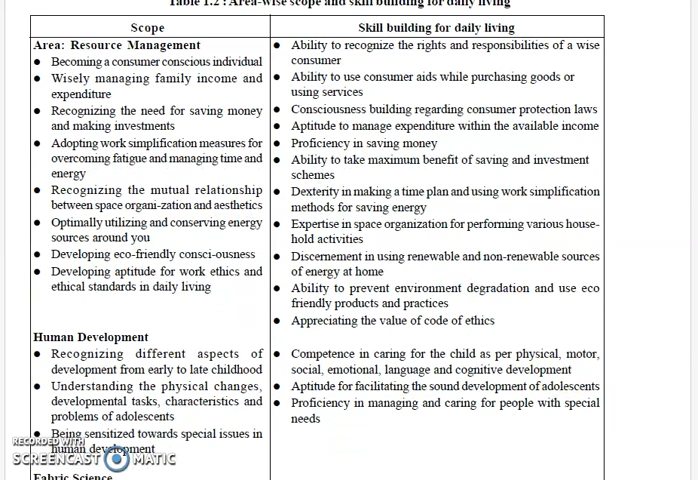 Table 1.2 : Area-wise scope and skill building for daily living
Scope
Skill building for daily living
Area: Resource Management
● Becoming a consumer conscious individual
● Wisely managing family income and
expenditure
● Recognizing the need for saving money
and making investments
● Adopting work simplification measures for
overcoming fatigue and managing time and
energy
● Recognizing the mutual relationship
between space organi-zation and aesthetics
● Optimally utilizing and conserving energy
sources around you
● Developing eco-friendly consci-ousness
● Developing aptitude for work ethics and
ethical standards in daily living
● Ability to recognize the rights and responsibilities of a wise
consumer
● Ability to use consumer aids while purchasing goods or
using services
● Consciousness building regarding consumer protection laws
● Aptitude to manage expenditure within the available income
● Proficiency in saving money
● Ability to take maximum benefit of saving and investment
schemes
● Dexterity in making a time plan and using work simplification
methods for saving energy
● Expertise in space organization for performing various house-
hold activities
● Discernement in using renewable and non-renewable sources
of energy at home
● Ability to prevent environment degradation and use eco
friendly products and practices
● Appreciating the value of code of ethics
Human Development
● Recognizing different aspects of
development from early to late childhood
● Understanding the physical changes,
developmental tasks, characteristics and
problems of adolescents
● Being sensitized towards special issues in
human development
● Competence in caring for the child as per physical, motor,
social, emotional, language and cognitive development
● Aptitude for facilitating the sound development of adolescents
● Proficiency in managing and caring for people with special
needs
Fabric Science
RECORDED WITH
SCREENCAST MATIC